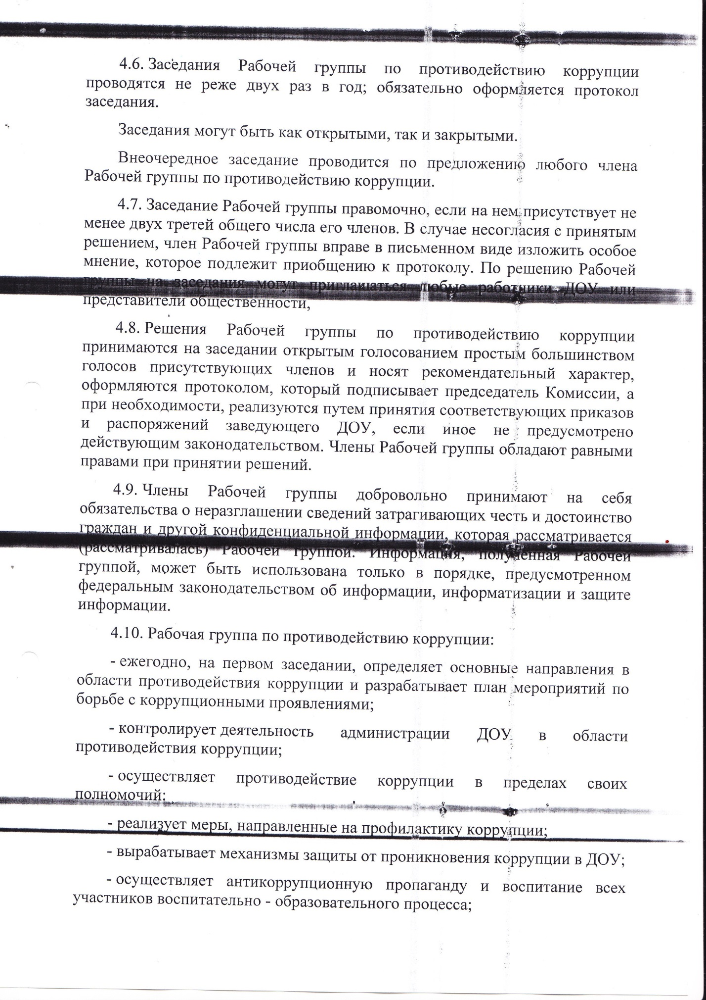 4.6. Заседания Рабочей группы по противодействию коррупции
проводятся не реже двух раз в год; обязательно оформляется протокол
заседания.
Заседания могут быть как открытыми, так и закрытыми.
Внеочередное заседание проводится по предложению любого члена
Рабочей группы по противодействию коррупции.
4.7. Заседание Рабочей группы правомочно, если на нем присутствует не
менее двух третей общего числа его членов. В случае несогласия с принятым
решением, член Рабочей группы вправе в письменном виде изложить особое
мнение, которое подлежит приобщению к протоколу. По решению Рабочей
группы на заседания могут приглашаться любые работники ДОУ или
представители общественности,
4.8. Решения Рабочей группы по противодействию коррупции
принимаются на заседании открытым голосованием простым большинством
голосов присутствующих членов и носят рекомендательный характер,
оформляются протоколом, который подписывает председатель Комиссии, а
при необходимости, реализуются путем принятия соответствующих приказов
и распоряжений заведующего ДОУ, если иное не предусмотрено
действующим законодательством. Члены Рабочей группы обладают равными
правами при принятии решений.
4.9. Члены Рабочей группы добровольно принимают на себя
обязательства о неразглашении сведений затрагивающих честь и достоинство
граждан и другой конфиденциальной информации, которая рассматривается
(рассматривалась) Рабочей группой. Информация, полученная Рабочей
группой, может быть использована только в порядке, предусмотренном
федеральным законодательством об информации, информатизации и защите
информации.
4.10. Рабочая группа по противодействию коррупции:
- ежегодно, на первом заседании, определяет основные направления в
области противодействия коррупции и разрабатывает план мероприятий по
борьбе с коррупционными проявлениями;
- контролирует деятельность администрации ДОУ в области
противодействия коррупции;
- осуществляет противодействие коррупции в пределах своих
полномочий:
- реализует меры, направленные на профилактику коррупции;
- вырабатывает механизмы защиты от проникновения коррупции в ДОУ;
- осуществляет антикоррупционную пропаганду и воспитание всех
участников воспитательно - образовательного процесса;